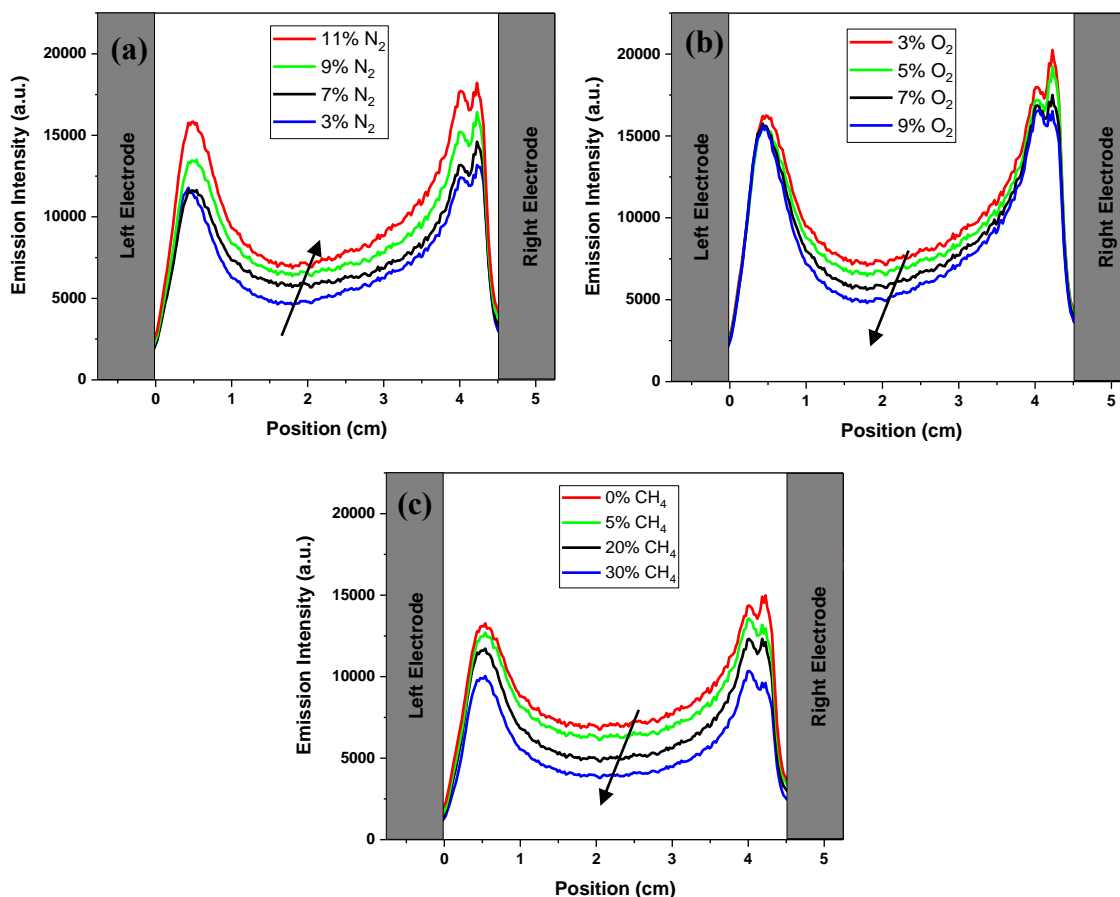 (a)
11% N₂
9% N₂
7% N₂
3% N₂
Left Electrode
Right Electrode
Emission Intensity (a.u.)
20000
15000
10000
5000
0
0 1 2 3 4 5
Position (cm)
(b)
3% O₂
5% O₂
7% O₂
9% O₂
Left Electrode
Right Electrode
Emission Intensity (a.u.)
20000
15000
10000
5000
0
0 1 2 3 4 5
Position (cm)
(c)
0% CH₄
5% CH₄
20% CH₄
30% CH₄
Left Electrode
Right Electrode
Emission Intensity (a.u.)
20000
15000
10000
5000
0
0 1 2 3 4 5
Position (cm)